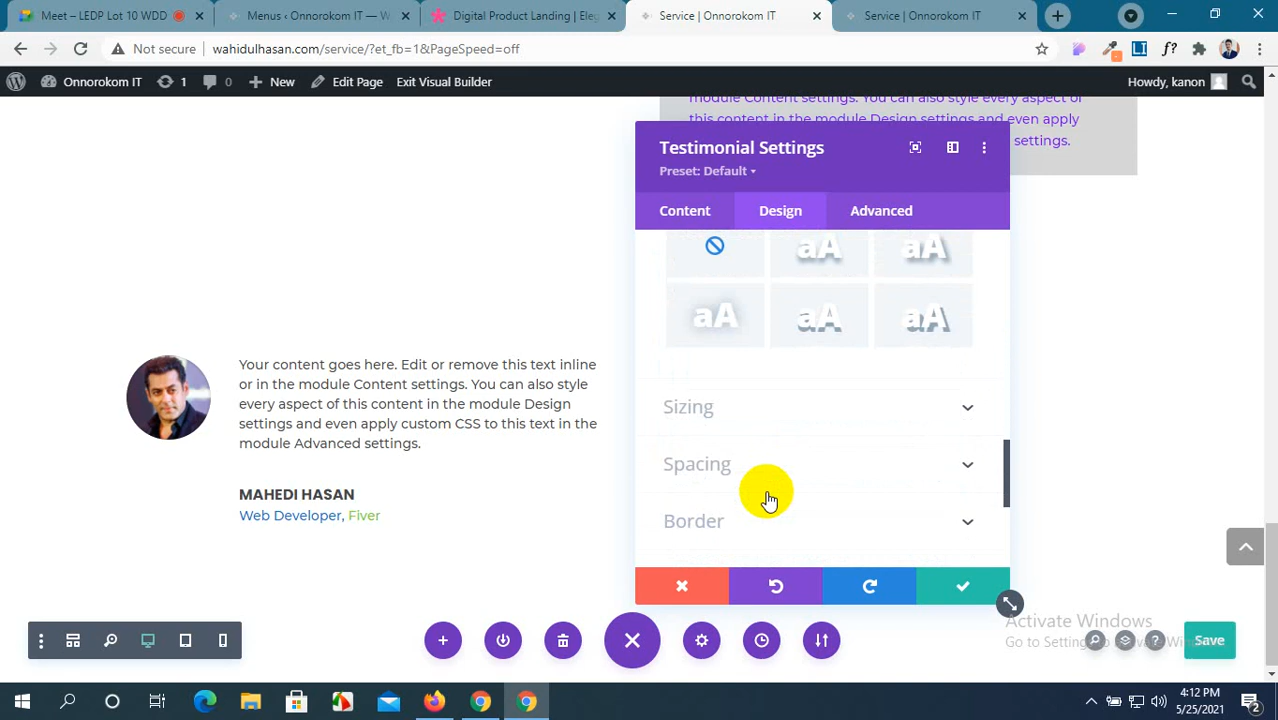 Meet – LEDP Lot 10 WDD
Menus ‹ Onnorokom IT — W
Digital Product Landing | Eleg
Service | Onnorokom IT
Service | Onnorokom IT
Not secure
wahidulhasan.com/service/?et_fb=1&PageSpeed=off
Onnorokom IT
1
0
New
Edit Page
Exit Visual Builder
Howdy, kanon
module Content settings. You can also style every aspect of
this content in the module Design settings and even apply
settings.
Testimonial Settings
Preset: Default
Content
Design
Advanced
aA
aA
aA
aA
aA
Sizing
Spacing
Border
Your content goes here. Edit or remove this text inline
or in the module Content settings. You can also style
every aspect of this content in the module Design
settings and even apply custom CSS to this text in the
module Advanced settings.
MAHEDI HASAN
Web Developer, Fiver
Activate Windows
Go to Settings to Activate Win
Save
4:12 PM
5/25/2021
2